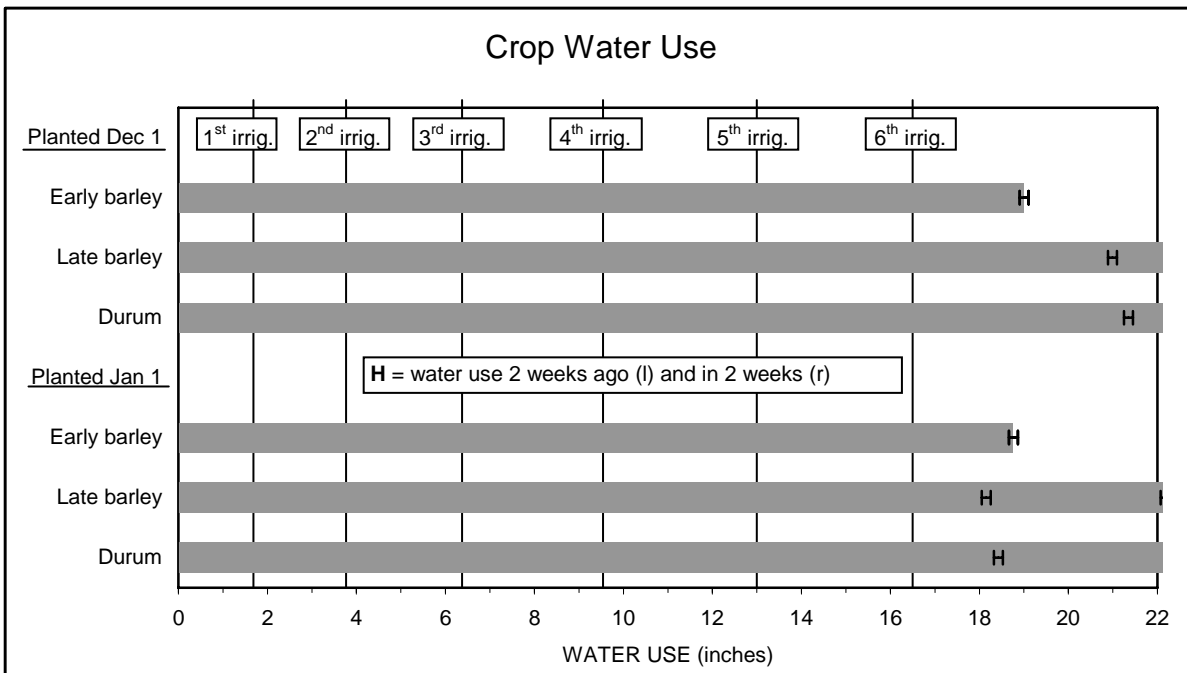 Crop Water Use
Planted Dec 1
1st irrig. 2nd irrig. 3rd irrig. 4th irrig. 5th irrig. 6th irrig.
Early barley
H
Late barley
H
Durum
H
Planted Jan 1
H = water use 2 weeks ago (l) and in 2 weeks (r)
Early barley
H
Late barley
H H
Durum
H
0 2 4 6 8 10 12 14 16 18 20 22
WATER USE (inches)